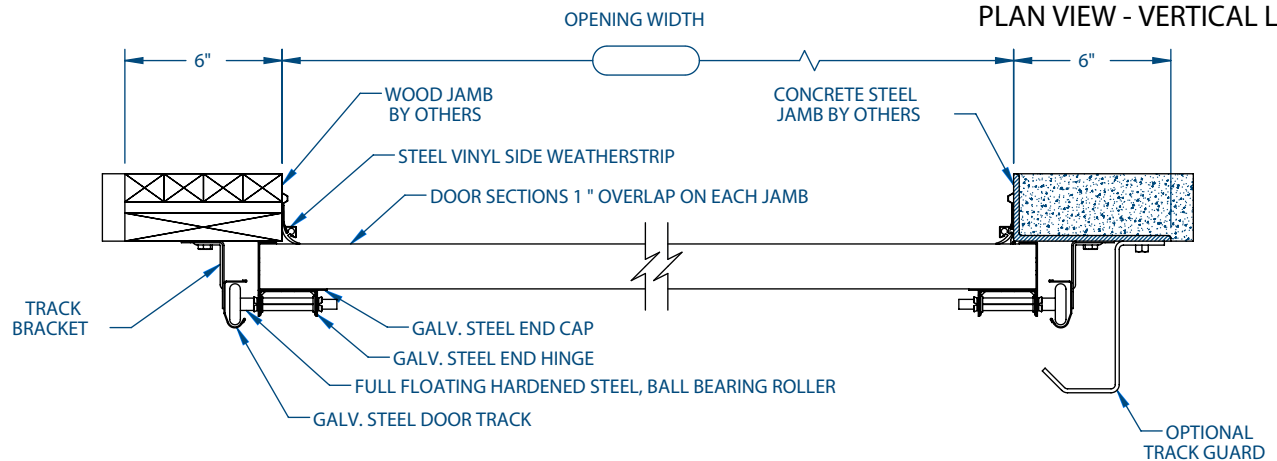 OPENING WIDTH
PLAN VIEW - VERTICAL L
6"
6"
WOOD JAMB
BY OTHERS
CONCRETE STEEL
JAMB BY OTHERS
STEEL VINYL SIDE WEATHERSTRIP
DOOR SECTIONS 1 " OVERLAP ON EACH JAMB
TRACK
BRACKET
GALV. STEEL END CAP
GALV. STEEL END HINGE
FULL FLOATING HARDENED STEEL, BALL BEARING ROLLER
GALV. STEEL DOOR TRACK
OPTIONAL
TRACK GUARD